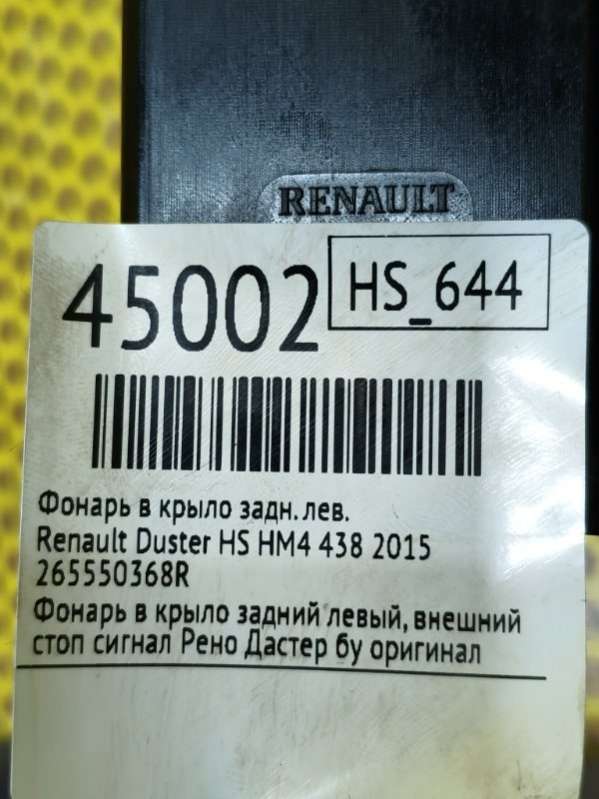 RENAULT
45002
HS_644
Фонарь в крыло задн. лев.
Renault Duster HS HM4 438 2015
265550368R
Фонарь в крыло задний левый, внешний
стоп сигнал Рено Дастер бу оригинал